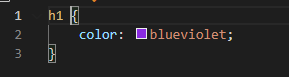 1 h1 {
2 color: blueviolet;
3 }